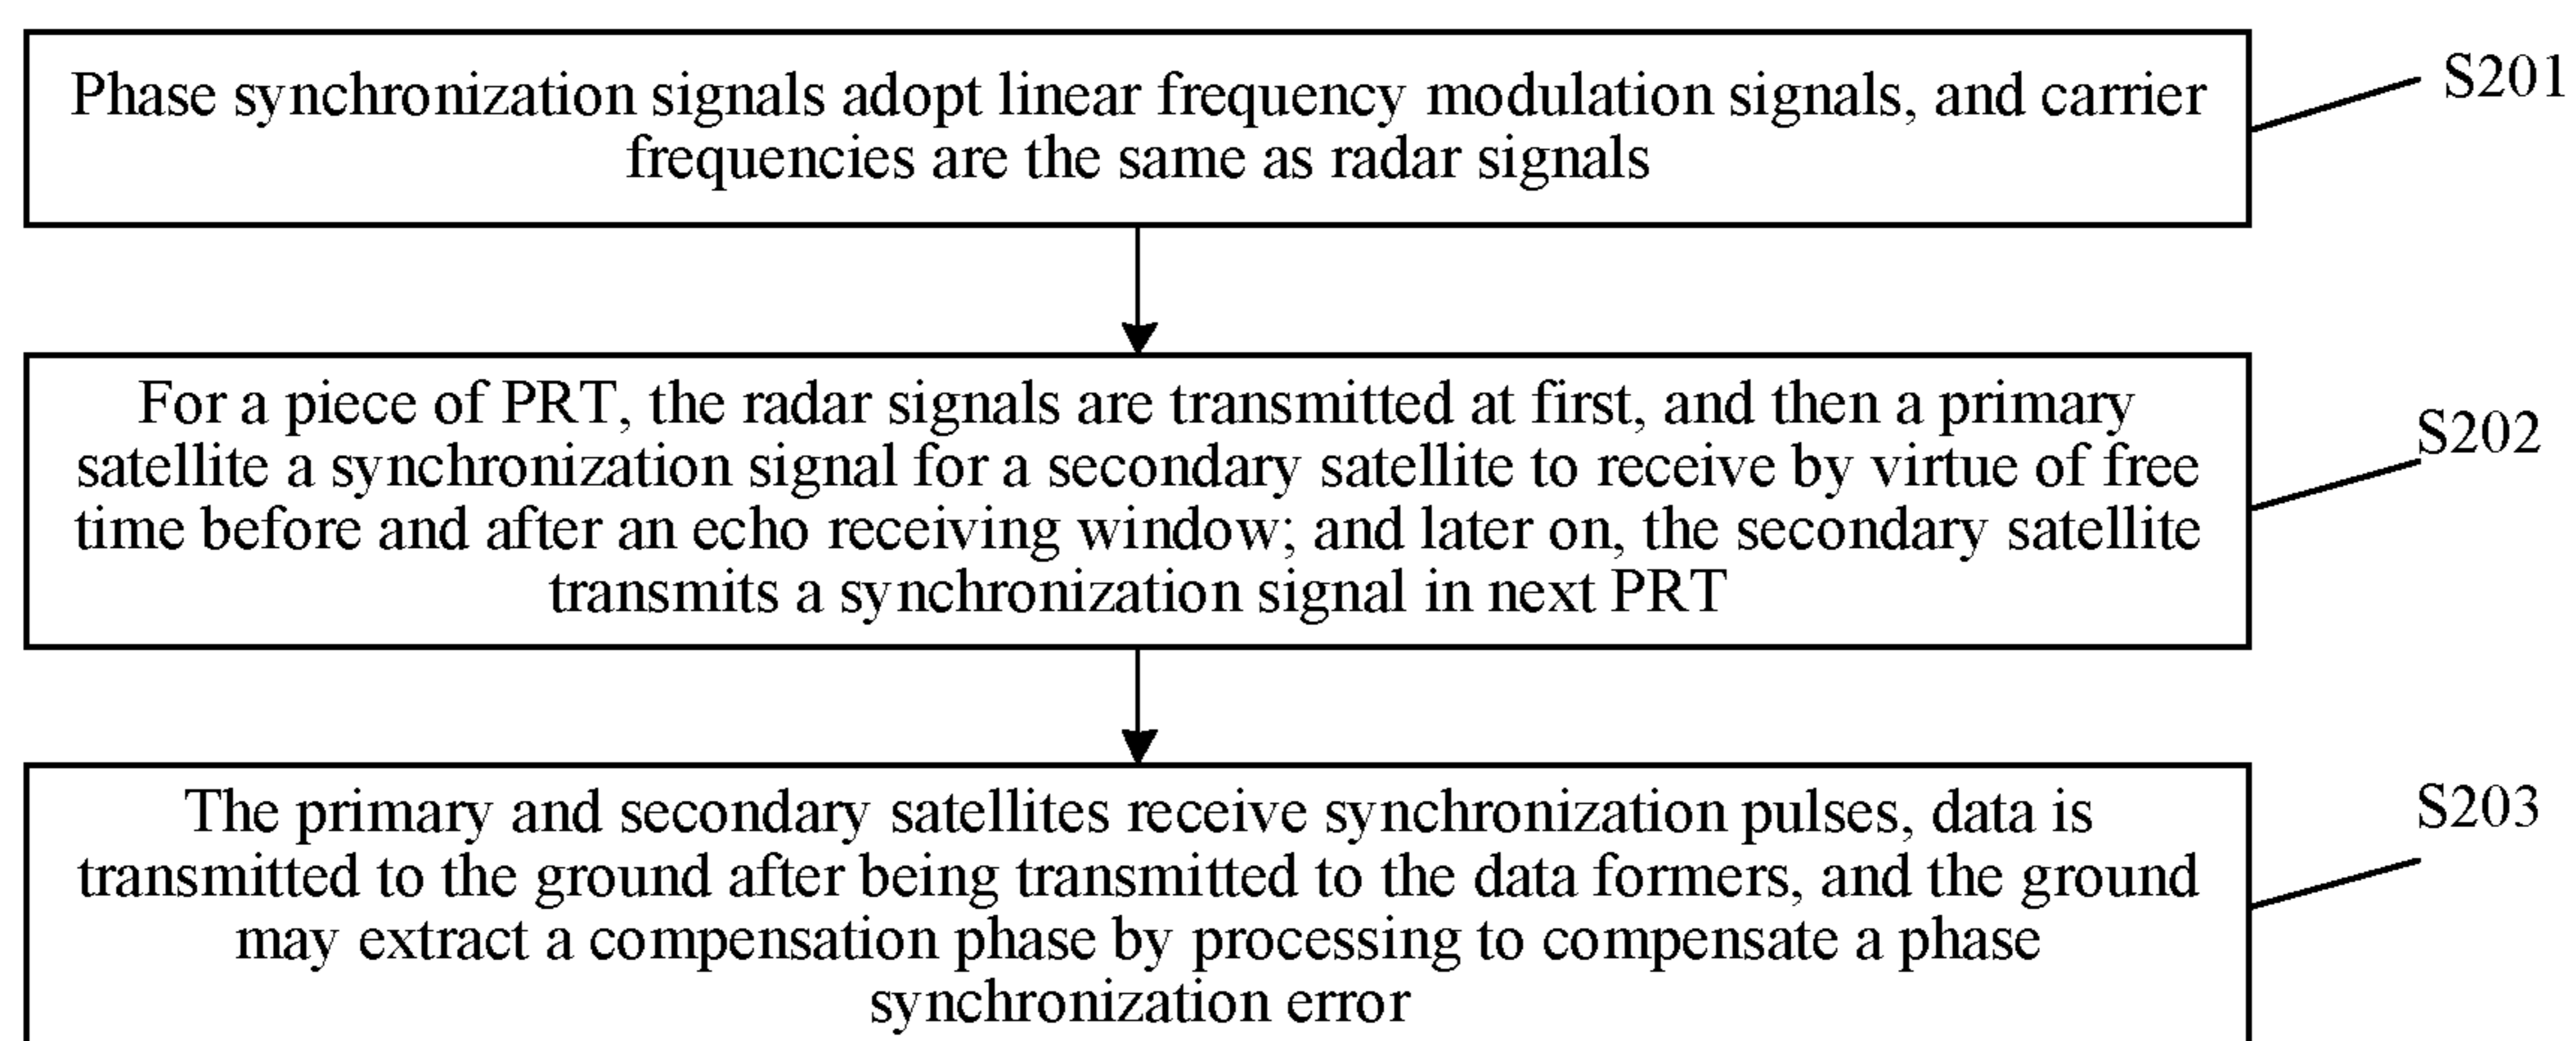 Phase synchronization signals adopt linear frequency modulation signals, and carrier
frequencies are the same as radar signals
S201
For a piece of PRT, the radar signals are transmitted at first, and then a primary
satellite a synchronization signal for a secondary satellite to receive by virtue of free
time before and after an echo receiving window; and later on, the secondary satellite
transmits a synchronization signal in next PRT
S202
The primary and secondary satellites receive synchronization pulses, data is
transmitted to the ground after being transmitted to the data formers, and the ground
may extract a compensation phase by processing to compensate a phase
synchronization error
S203